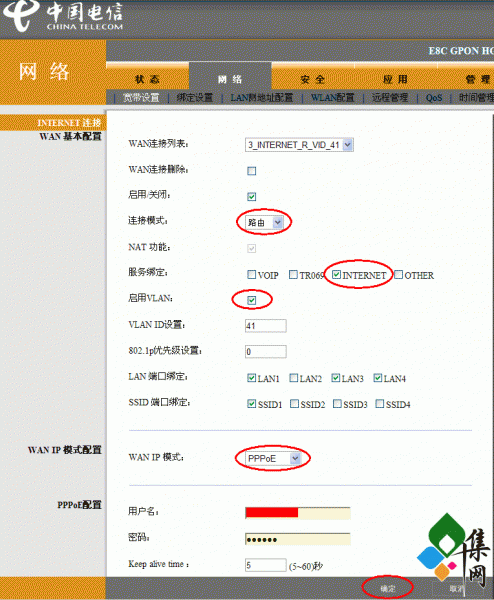 中国电信
CHINA TELECOM
E8C GPON HO
网 络
状 态 网 络 安 全 应 用 管 理
宽带设置 | 绑定设置 | LAN侧地址配置 | WLAN配置 | 远程管理 | QoS | 时间管理
INTERNET 连接
WAN 基本配置
WAN连接列表: 3_INTERNET_R_VID_41
WAN连接删除:
启用/关闭:
连接模式: 路由
NAT 功能:
服务绑定: VOIP TR069 INTERNET OTHER
启用VLAN:
VLAN ID设置: 41
802.1p优先级设置: 0
LAN 端口绑定: LAN1 LAN2 LAN3 LAN4
SSID 端口绑定: SSID1 SSID2 SSID3 SSID4
WAN IP 模式配置
WAN IP 模式: PPPoE
PPPoE配置
用户名:
密码: ●●●●●●
Keep alive time : 5 (5~60)秒
确定 取消
集网